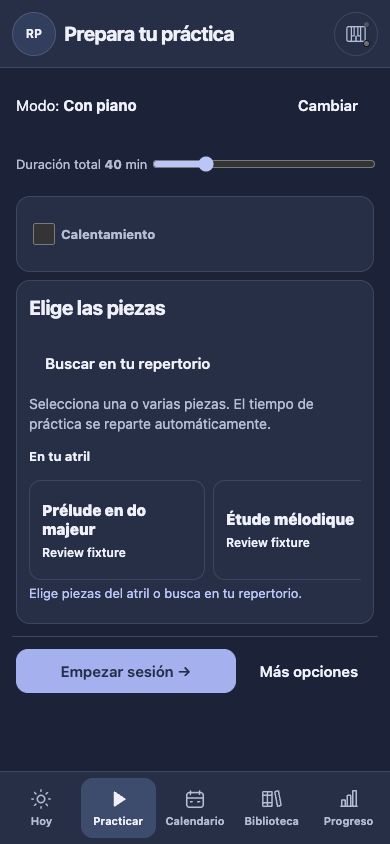 RP
Prepara tu práctica
Modo: Con piano
Cambiar
Duración total 40 min
Calentamiento
Elige las piezas
Buscar en tu repertorio
Selecciona una o varias piezas. El tiempo de
práctica se reparte automáticamente.
En tu atril
Prélude en do
majeur
Review fixture
Étude mélodique
Review fixture
Elige piezas del atril o busca en tu repertorio.
Empezar sesión →
Más opciones
Hoy
Practicar
Calendario
Biblioteca
Progreso